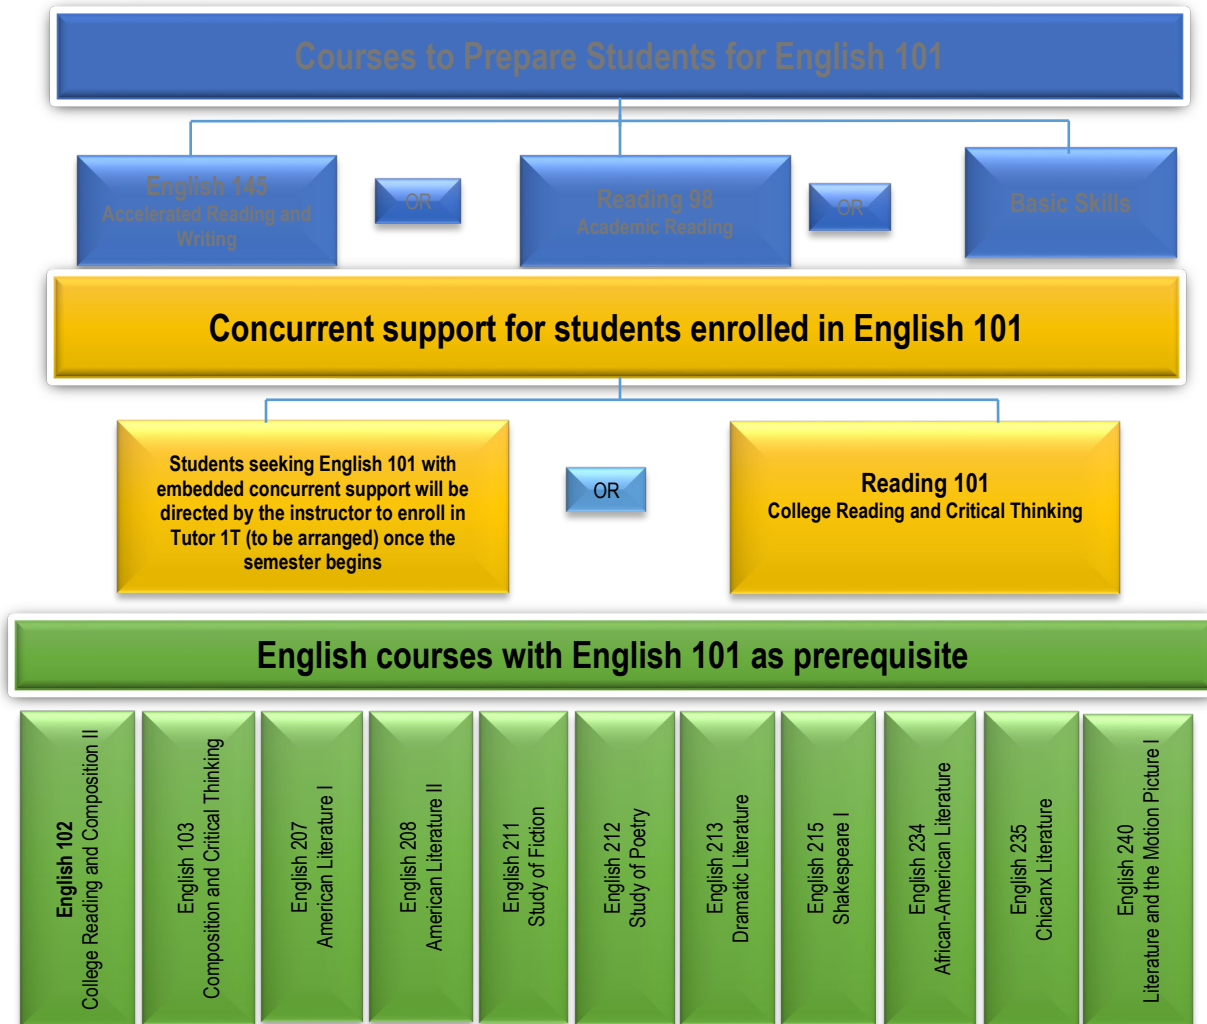 Courses to Prepare Students for English 101
English 145
Accelerated Reading and
Writing
OR
Reading 98
Academic Reading
OR
Basic Skills
Concurrent support for students enrolled in English 101
Students seeking English 101 with
embedded concurrent support will be
directed by the instructor to enroll in
Tutor 1T (to be arranged) once the
semester begins
OR
Reading 101
College Reading and Critical Thinking
English courses with English 101 as prerequisite
English 102
College Reading and Composition II
English 103
Composition and Critical Thinking
English 207
American Literature I
English 208
American Literature II
English 211
Study of Fiction
English 212
Study of Poetry
English 213
Dramatic Literature
English 215
Shakespeare I
English 234
African-American Literature
English 235
Chicanx Literature
English 240
Literature and the Motion Picture I